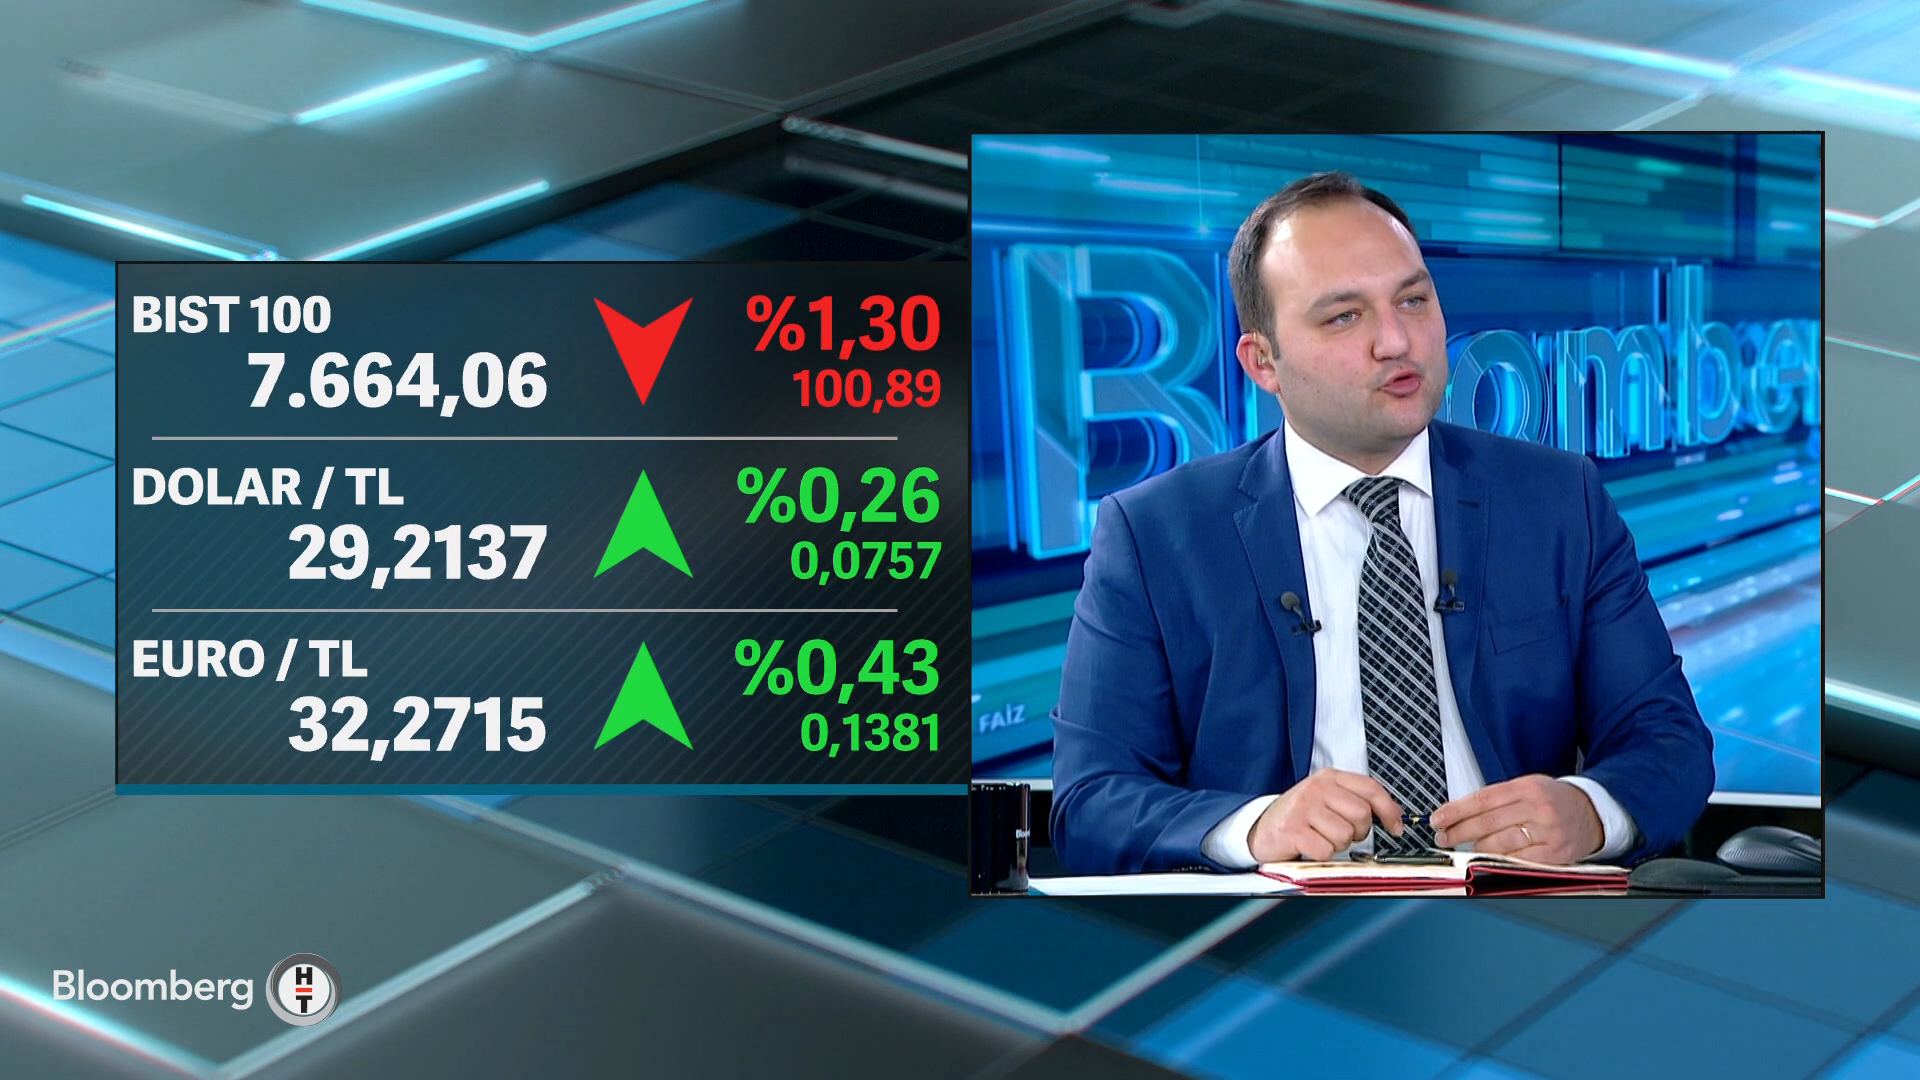 BIST 100
7.664,06
%1,30
100,89
DOLAR / TL
29,2137
%0,26
0,0757
EURO / TL
32,2715
%0,43
0,1381
Bloomber
FAİZ
Bloomberg
HT